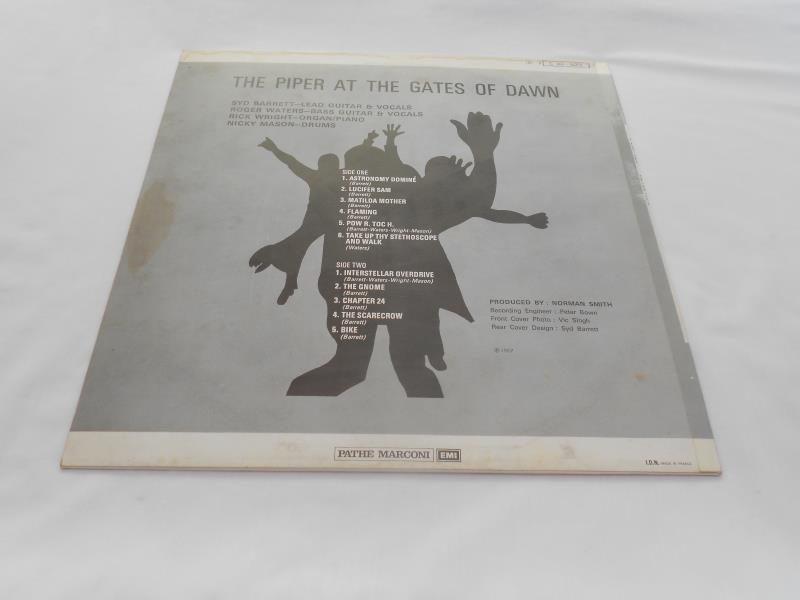 THE PIPER AT THE GATES OF DAWN
SYD BARRETT—LEAD GUITAR & VOCALS
ROGER WATERS—BASS GUITAR & VOCALS
RICK WRIGHT—ORGAN/PIANO
NICKY MASON—DRUMS
SIDE ONE
1. ASTRONOMY DOMINÉ
(Barrett)
2. LUCIFER SAM
(Barrett)
3. MATILDA MOTHER
(Barrett)
4. FLAMING
(Barrett)
5. POW R. TOC H.
(Barrett-Waters-Wright-Mason)
6. TAKE UP THY STETHOSCOPE
AND WALK
(Waters)
SIDE TWO
1. INTERSTELLAR OVERDRIVE
(Barrett-Waters-Wright-Mason)
2. THE GNOME
(Barrett)
3. CHAPTER 24
(Barrett)
4. THE SCARECROW
(Barrett)
5. BIKE
(Barrett)
PRODUCED BY : NORMAN SMITH
Recording Engineer : Peter Bown
Front Cover Photo : Vic Singh
Rear Cover Design : Syd Barrett
℗ 1967
PATHE MARCONI EMI
I.D.N. MADE IN FRANCE